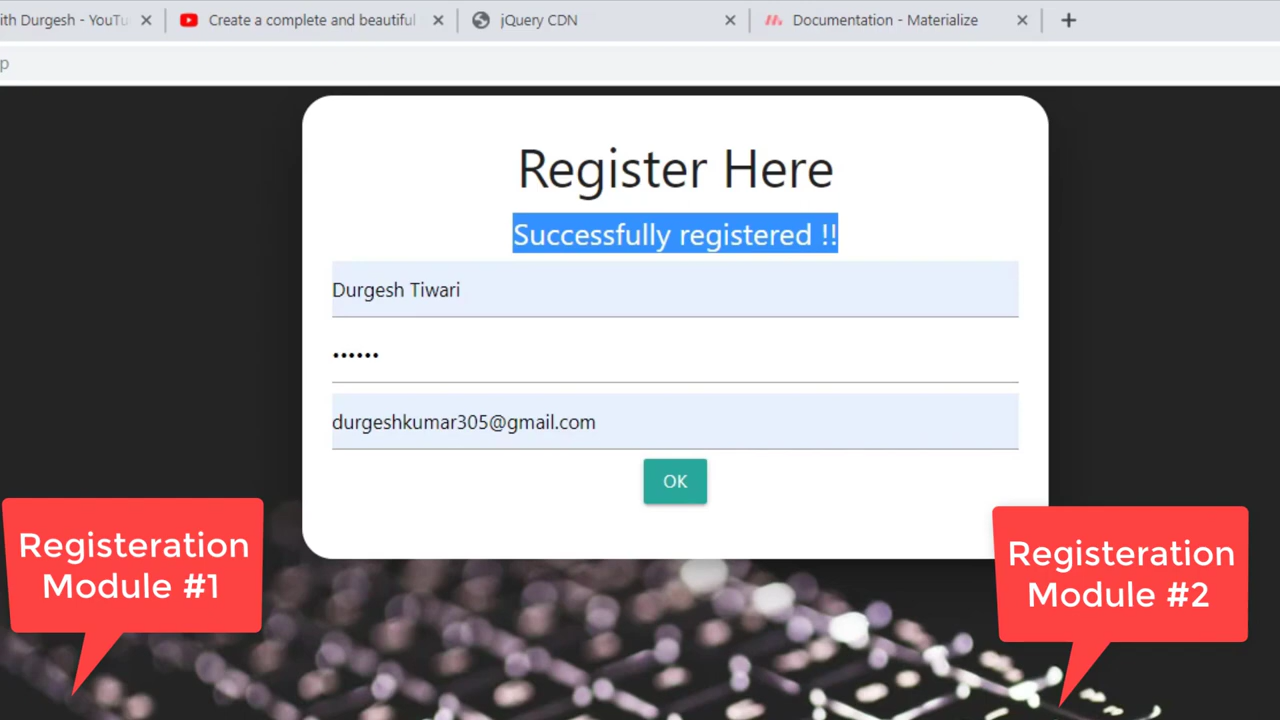 ith Durgesh - YouTu
Create a complete and beautiful
jQuery CDN
Documentation - Materialize
p
Register Here
Successfully registered !!
Durgesh Tiwari
••••••
durgeshkumar305@gmail.com
OK
Registeration
Module #1
Registeration
Module #2